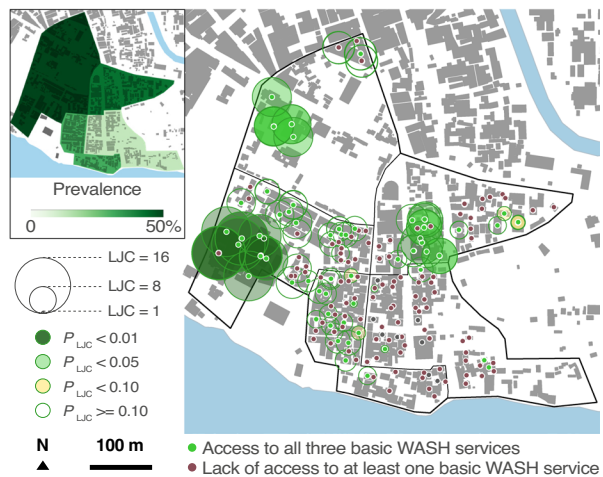 Prevalence
0 50%
LJC = 16
LJC = 8
LJC = 1
P LJC < 0.01
P LJC < 0.05
P LJC < 0.10
P LJC >= 0.10
N 100 m
Access to all three basic WASH services
Lack of access to at least one basic WASH service